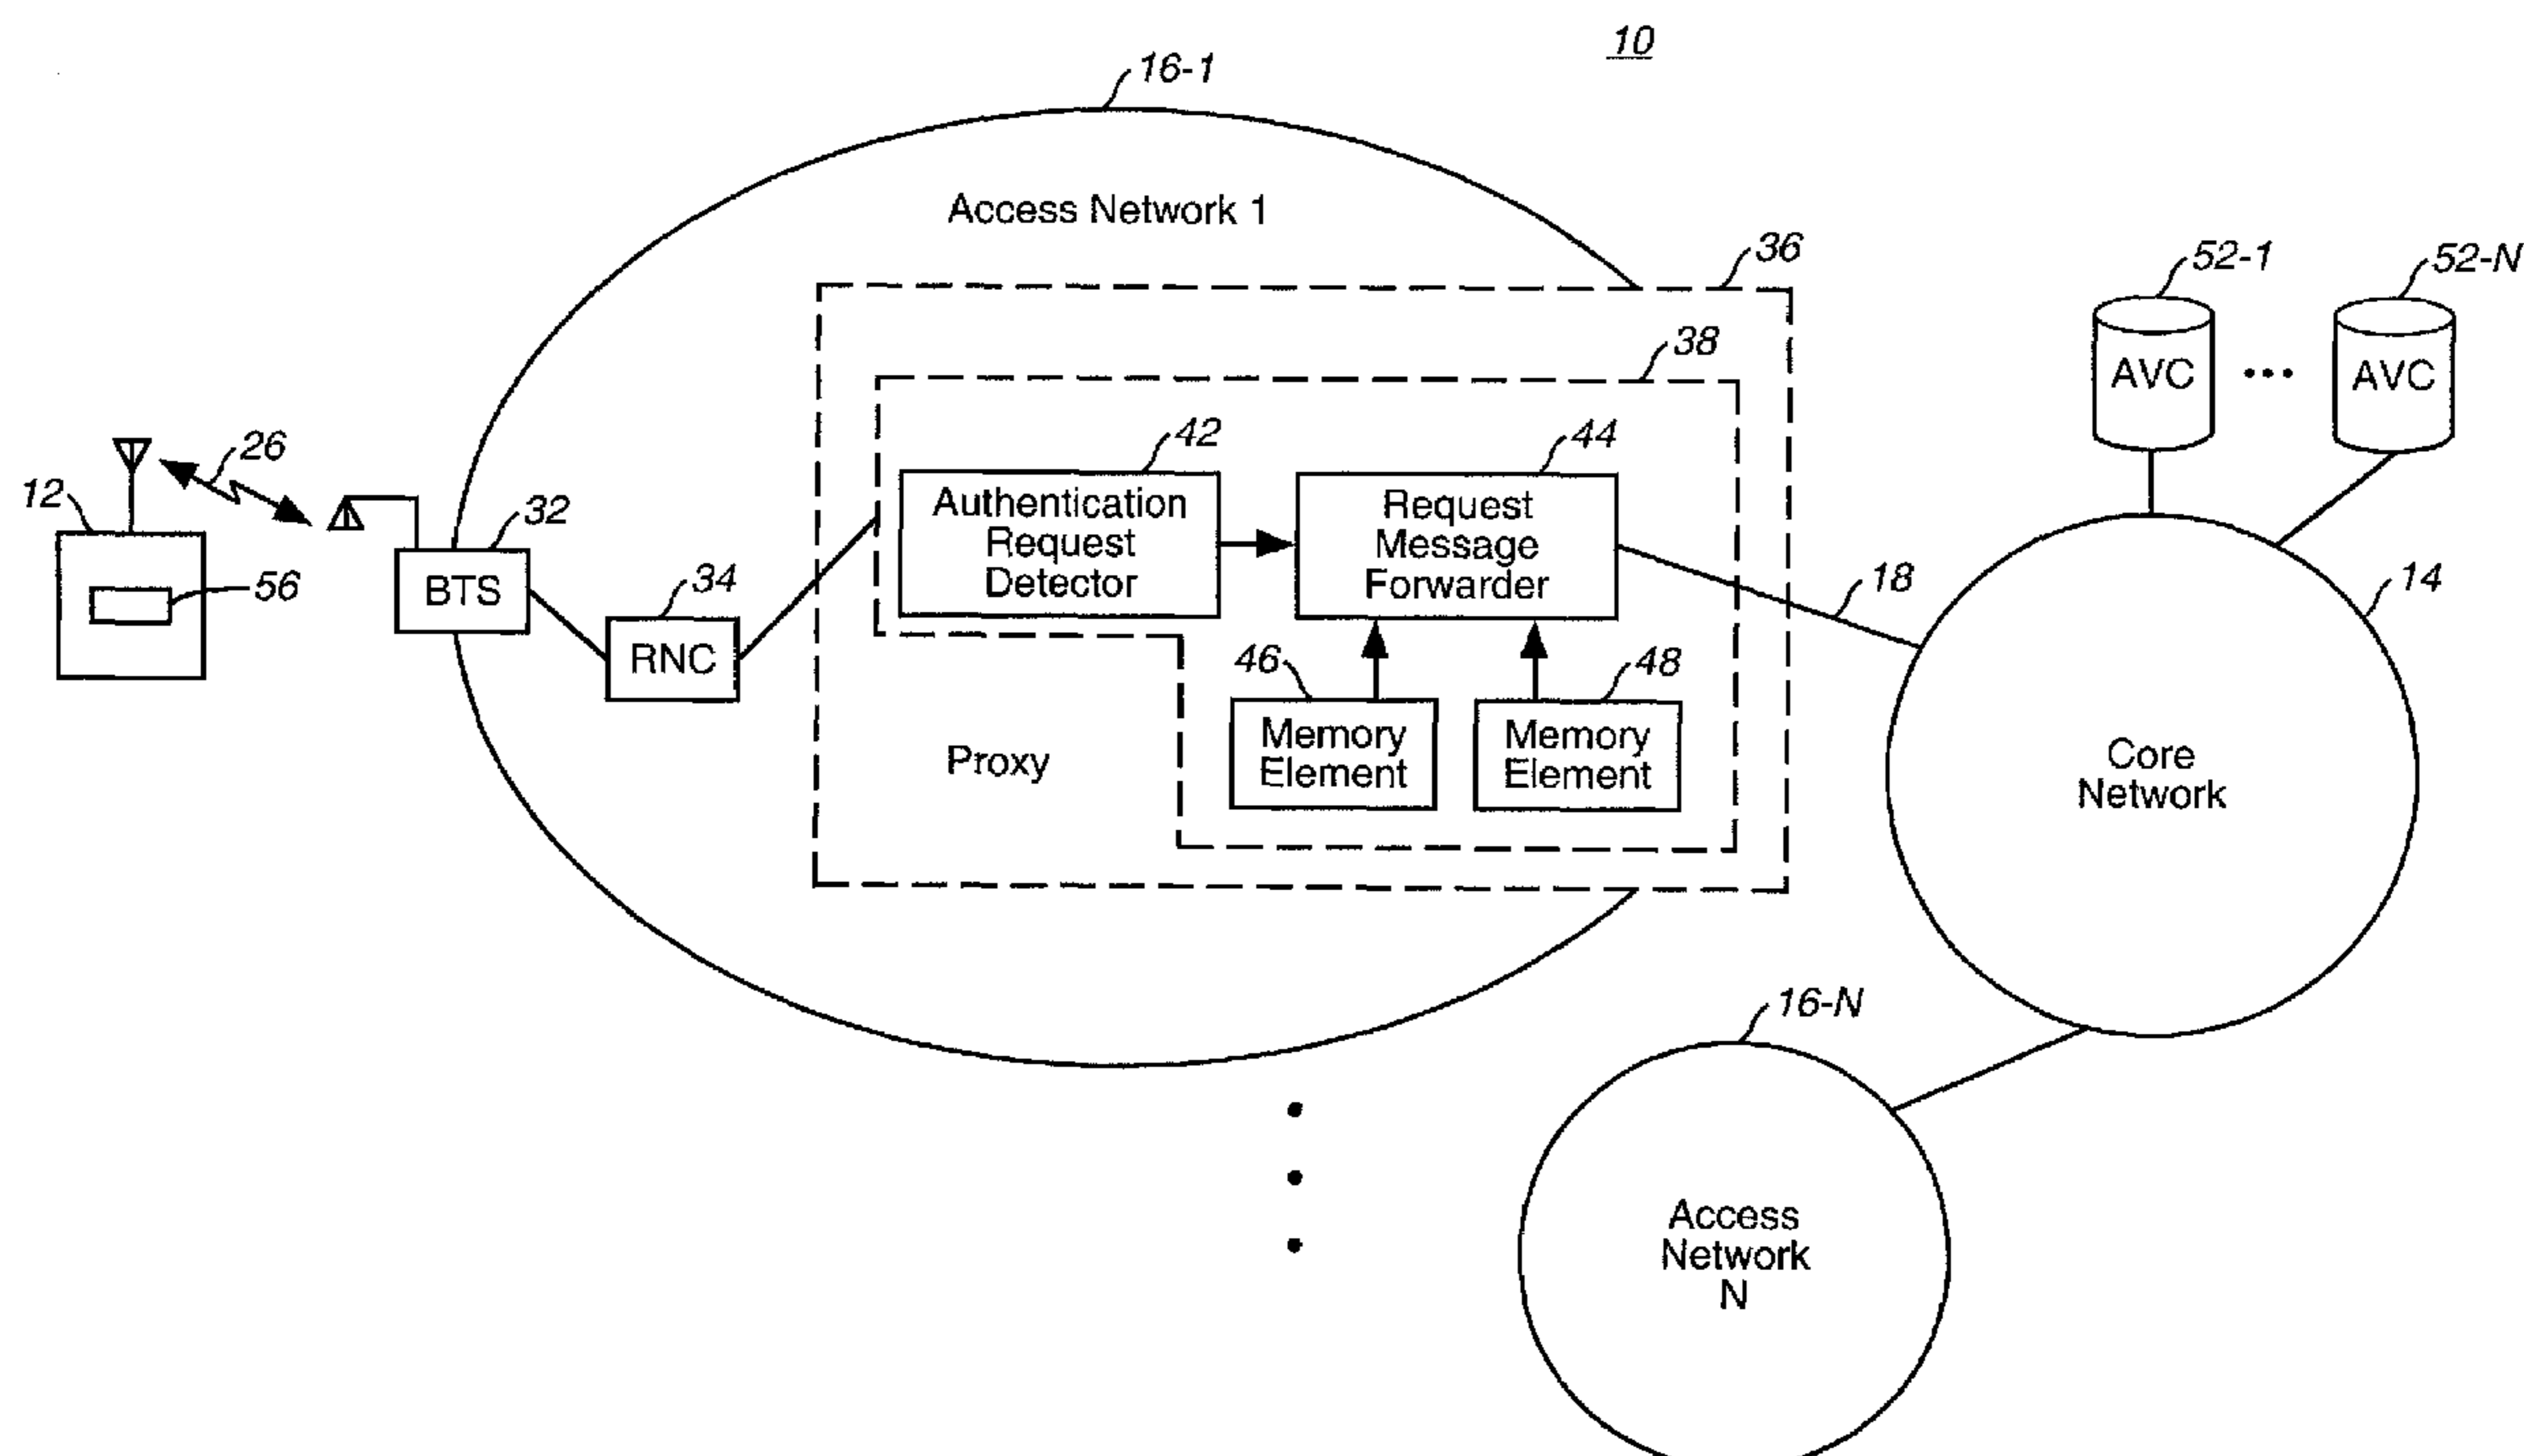 10
16-1
Access Network 1
36
52-1
52-N
38
AVC
AVC
42
44
26
12
32
Authentication
Request
Detector
Request
Message
Forwarder
18
14
56
BTS
34
RNC
46
48
Memory
Element
Memory
Element
Proxy
Core
Network
16-N
Access
Network
N